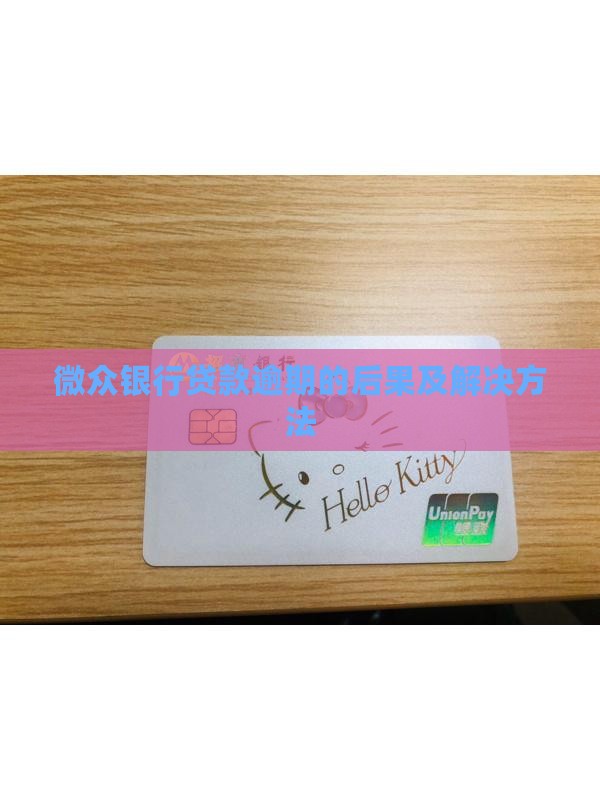 微众银行贷款逾期的后果及解决方
法
Hello Kitty
UnionPay
银联